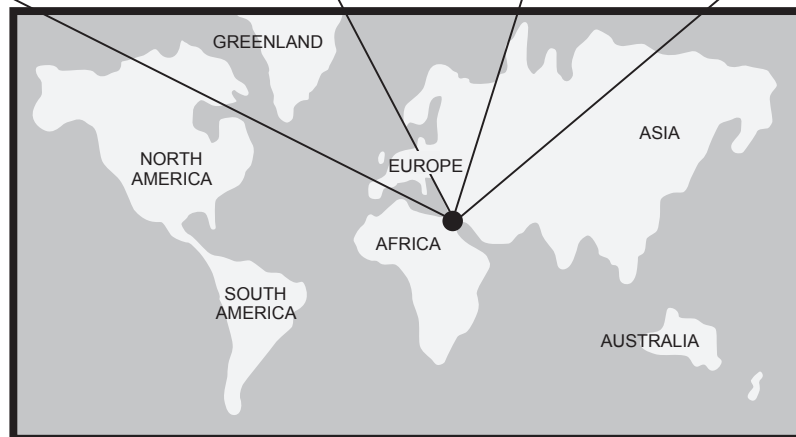 GREENLAND
ASIA
NORTH
AMERICA
EUROPE
AFRICA
SOUTH
AMERICA
AUSTRALIA